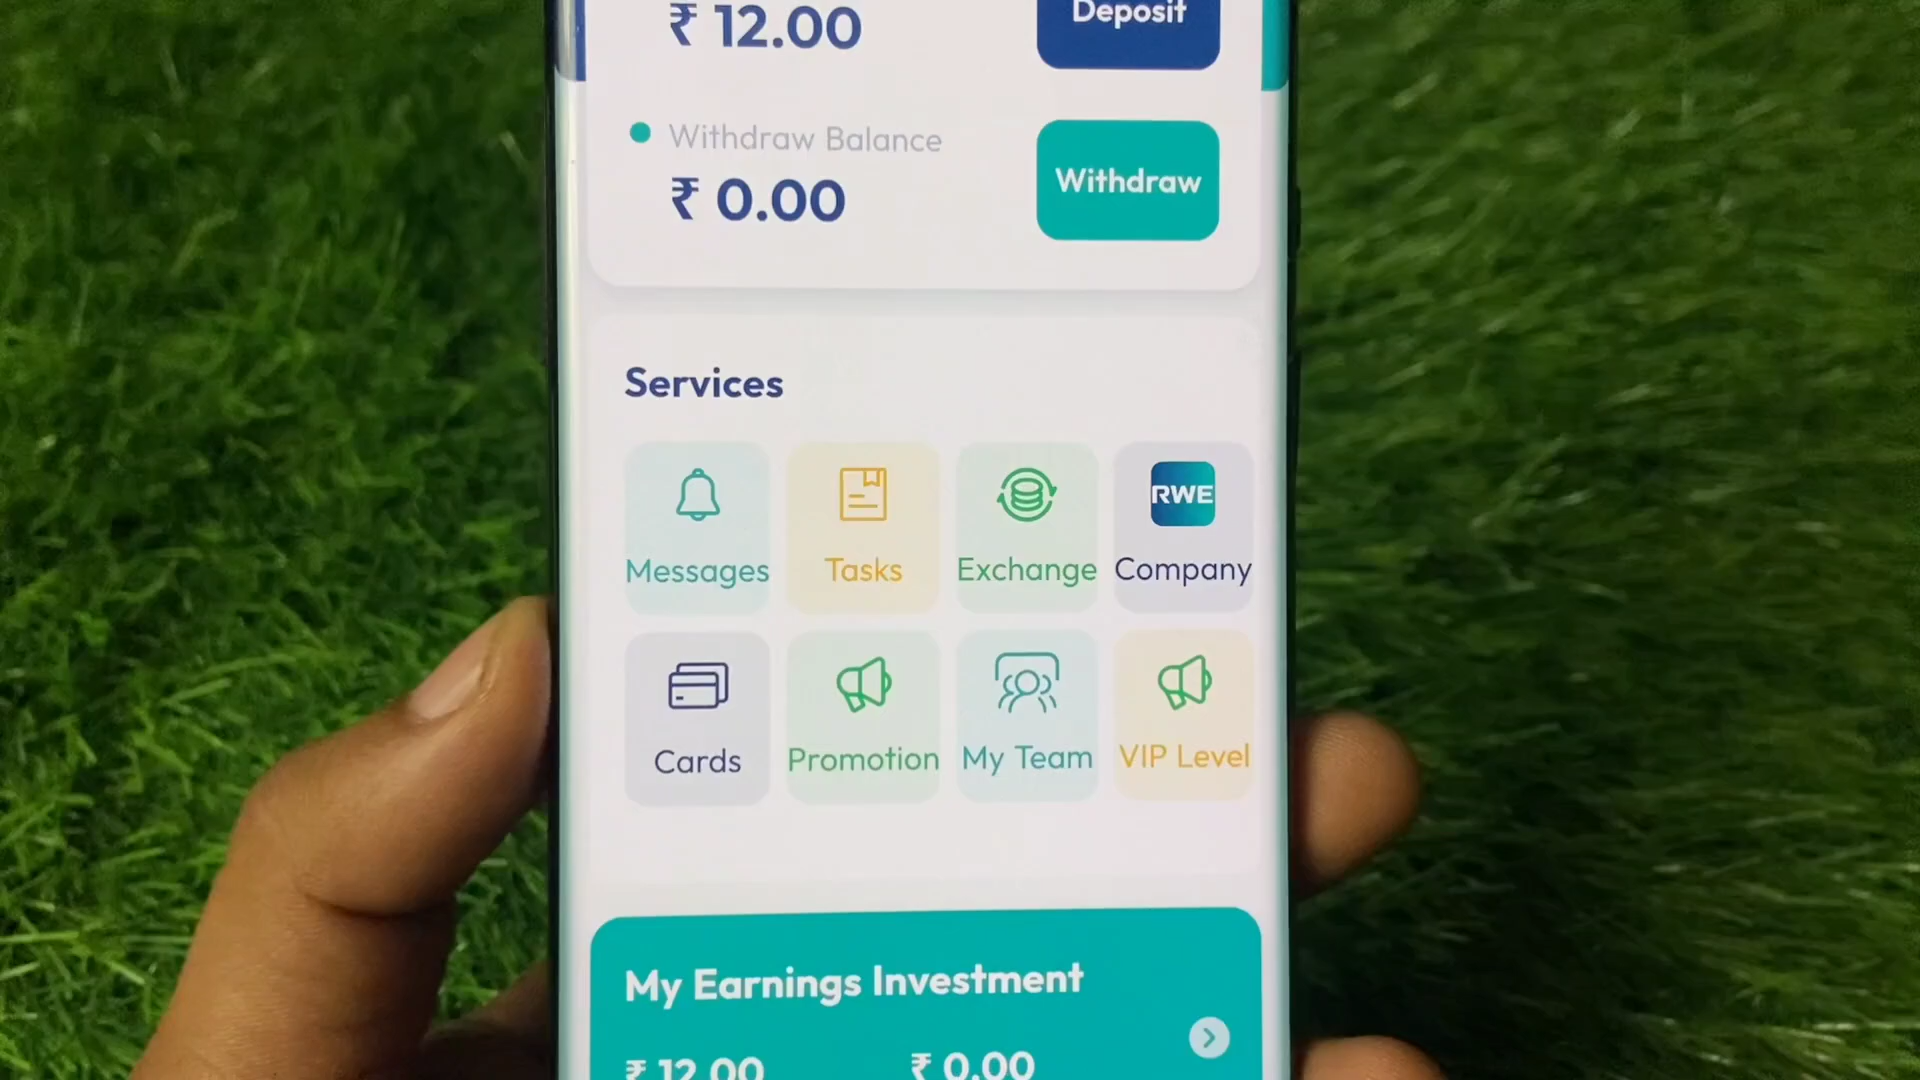 ₹ 12.00
Deposit
Withdraw Balance
₹ 0.00
Withdraw
Services
Messages
Tasks
Exchange
RWE
Company
Cards
Promotion
My Team
VIP Level
My Earnings Investment
₹ 12.00
₹ 0.00